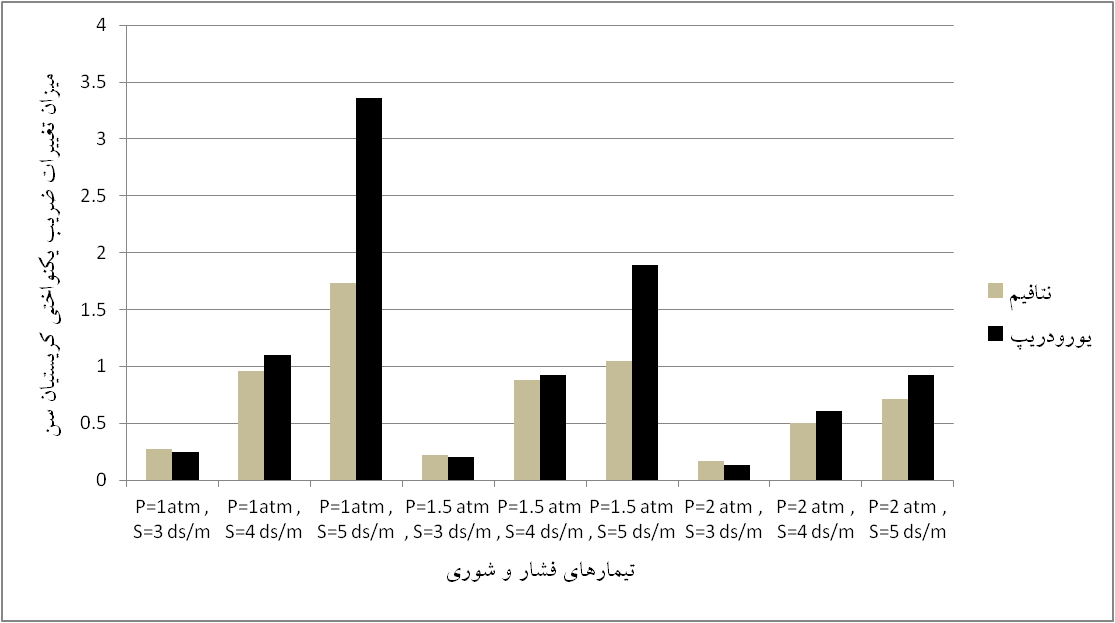 میزان تغییرات ضریب یکنواختی کریستیان سن
4
3.5
3
2.5
2
1.5
1
0.5
0
P=1atm , P=1atm , P=1atm , P=1.5 atm P=1.5 atm P=1.5 atm P=2 atm , P=2 atm , P=2 atm ,
S=3 ds/m S=4 ds/m S=5 ds/m , S=3 ds/m , S=4 ds/m , S=5 ds/m S=3 ds/m S=4 ds/m S=5 ds/m
تیمارهای فشار و شوری
نتافیم
یورودریپ